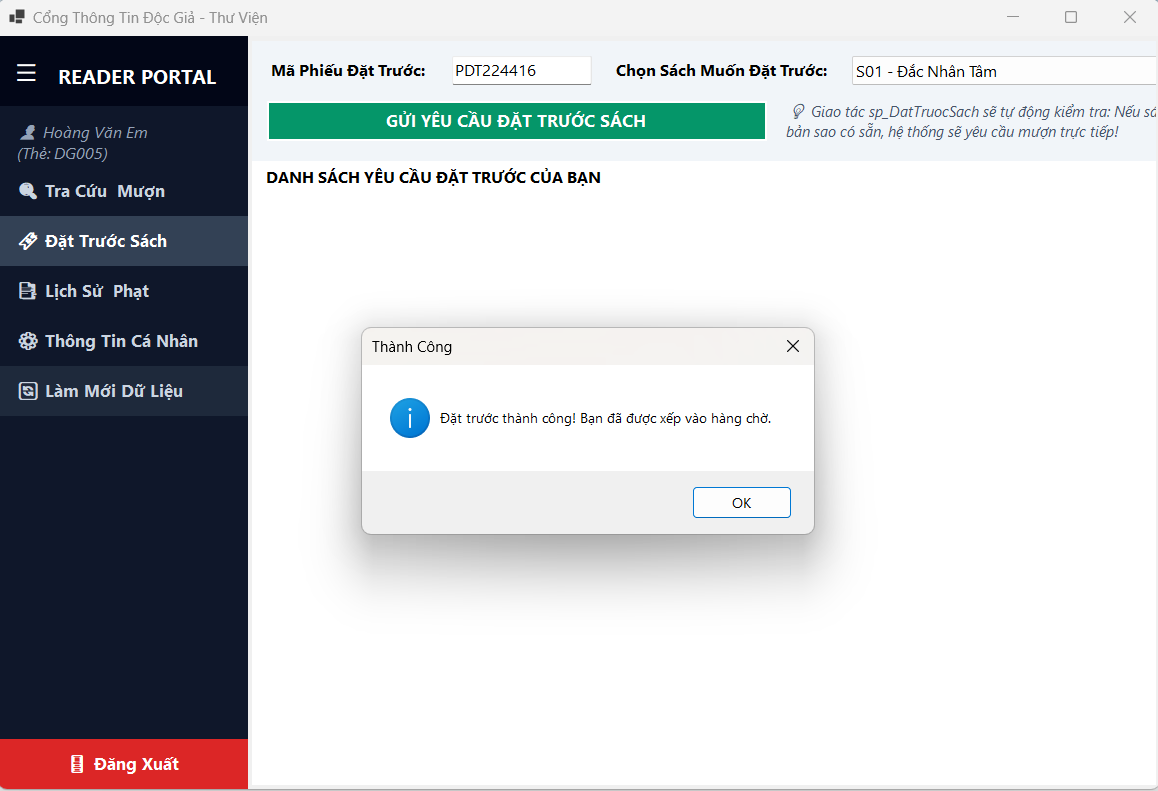 Cổng Thông Tin Độc Giả - Thư Viện
READER PORTAL
Hoàng Văn Em
(Thẻ: DG005)
Tra Cứu Mượn
Đặt Trước Sách
Lịch Sử Phạt
Thông Tin Cá Nhân
Làm Mới Dữ Liệu
Đăng Xuất
Mã Phiếu Đặt Trước: PDT224416 Chọn Sách Muốn Đặt Trước: S01 - Đắc Nhân Tâm
GỬI YÊU CẦU ĐẶT TRƯỚC SÁCH
Giao tác sp_DatTruocSach sẽ tự động kiểm tra: Nếu
bản sao có sẵn, hệ thống sẽ yêu cầu mượn trực tiếp!
DANH SÁCH YÊU CẦU ĐẶT TRƯỚC CỦA BẠN
Thành Công
Đặt trước thành công! Bạn đã được xếp vào hàng chờ.
OK